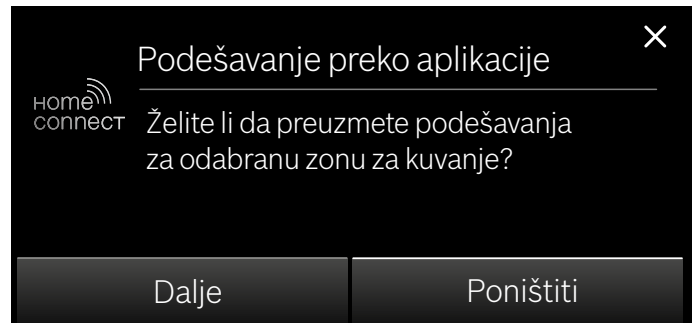 Podešavanje preko aplikacije
HOME
CONNECT
Želite li da preuzmete podešavanja
za odabranu zonu za kuvanje?
Dalje
Poništiti